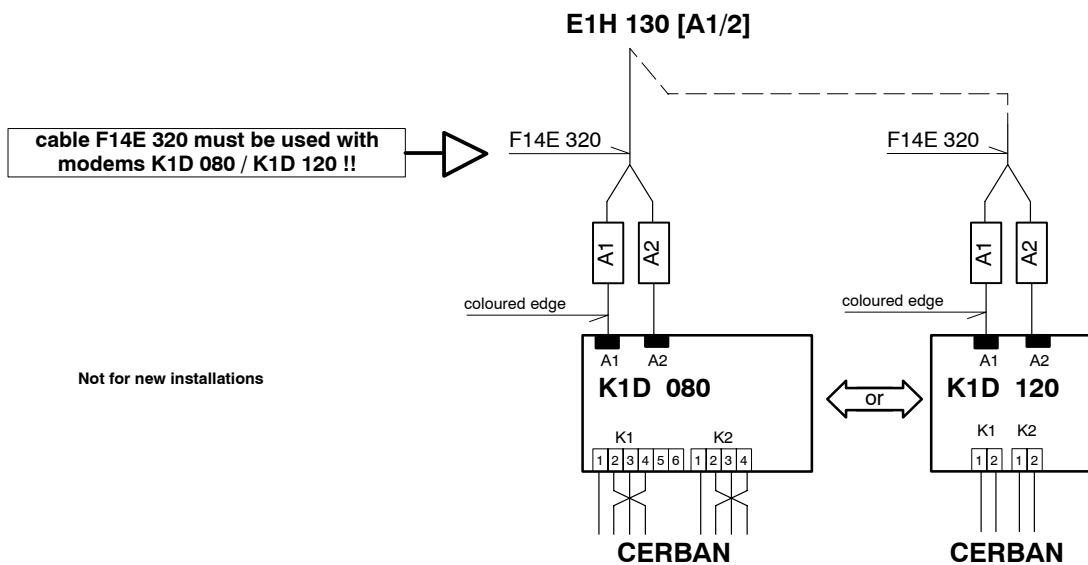 E1H 130 [A1/2]
cable F14E 320 must be used with
modems K1D 080 / K1D 120 !!
F14E 320
F14E 320
A1
A2
A1
A2
coloured edge
coloured edge
A1 A2
A1 A2
Not for new installations
K1D 080
or
K1D 120
K1 K2
K1 K2
1 2 3 4 5 6 1 2 3 4
1 2 1 2
CERBAN
CERBAN